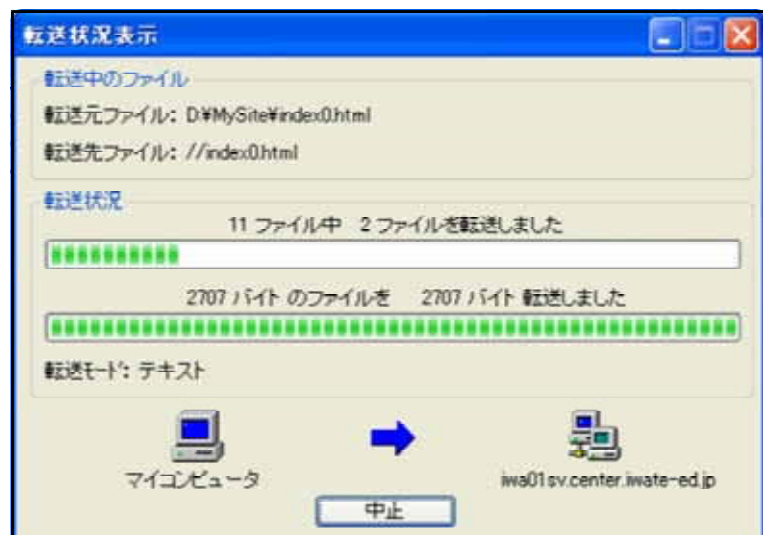 転送状況表示
転送中のファイル
転送元ファイル: D:¥MySite¥index0.html
転送先ファイル: //index0.html
転送状況
11 ファイル中 2 ファイルを転送しました
2707 バイト のファイルを 2707 バイト 転送しました
転送モード: テキスト
マイコンピュータ
iwa01sv.center.iwate-ed.jp
中止